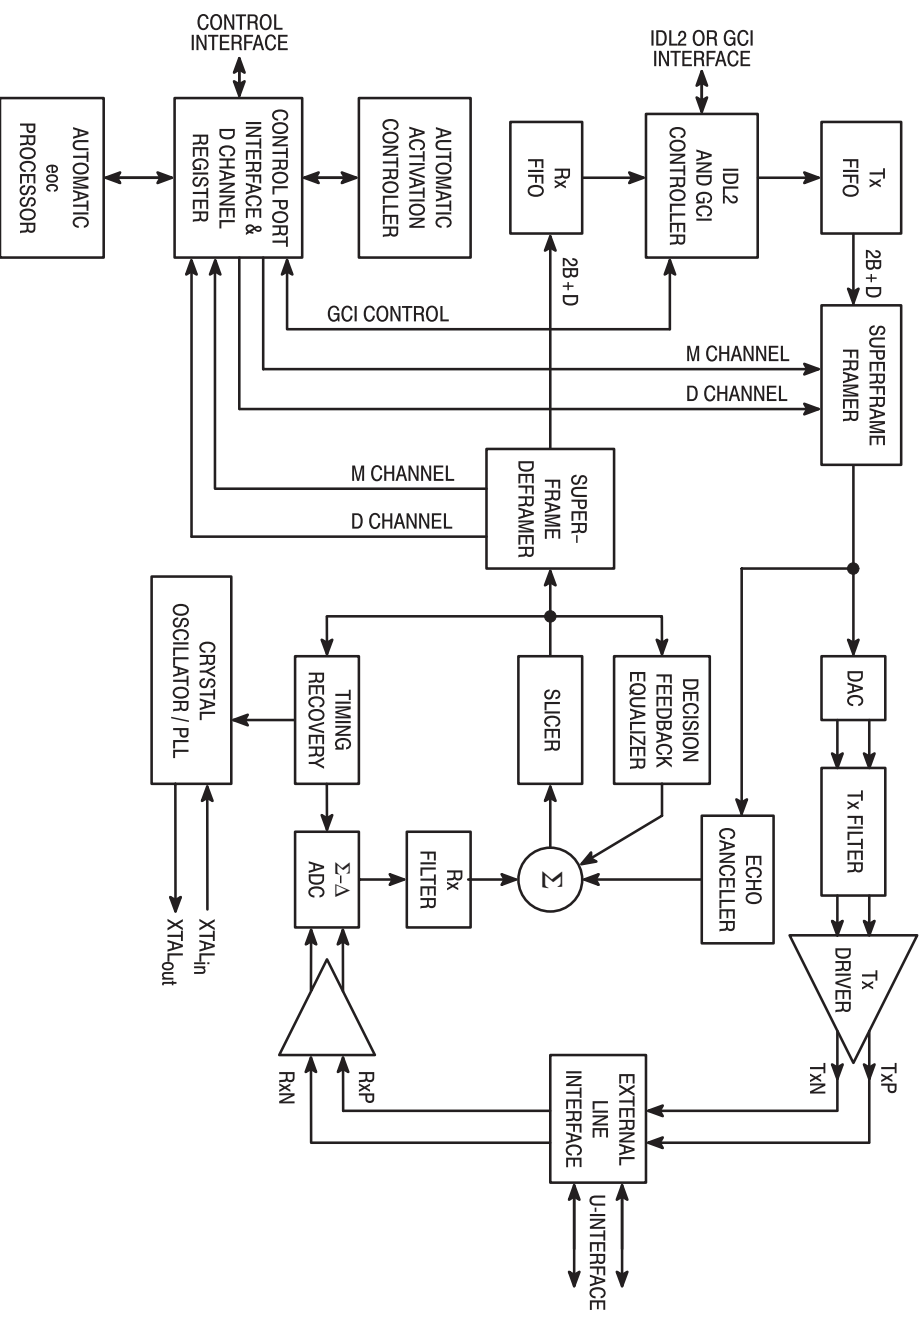 CONTROL
INTERFACE
IDL2 OR GCI
INTERFACE
AUTOMATIC
eoc
PROCESSOR
CONTROL PORT
INTERFACE &
D CHANNEL
REGISTER
AUTOMATIC
ACTIVATION
CONTROLLER
Rx
FIFO
IDL2
AND GCI
CONTROLLER
Tx
FIFO
2B + D
2B + D
GCI CONTROL
M CHANNEL
D CHANNEL
SUPERFRAME
FRAMER
M CHANNEL
D CHANNEL
SUPER–
FRAME
DEFRAMER
CRYSTAL
OSCILLATOR / PLL
TIMING
RECOVERY
SLICER
DECISION
FEEDBACK
EQUALIZER
DAC
Tx FILTER
Σ–Δ
ADC
Rx
FILTER
Σ
ECHO
CANCELLER
XTALin
XTALout
Tx
DRIVER
TxP
TxN
RxP
RxN
EXTERNAL
LINE
INTERFACE
U-INTERFACE